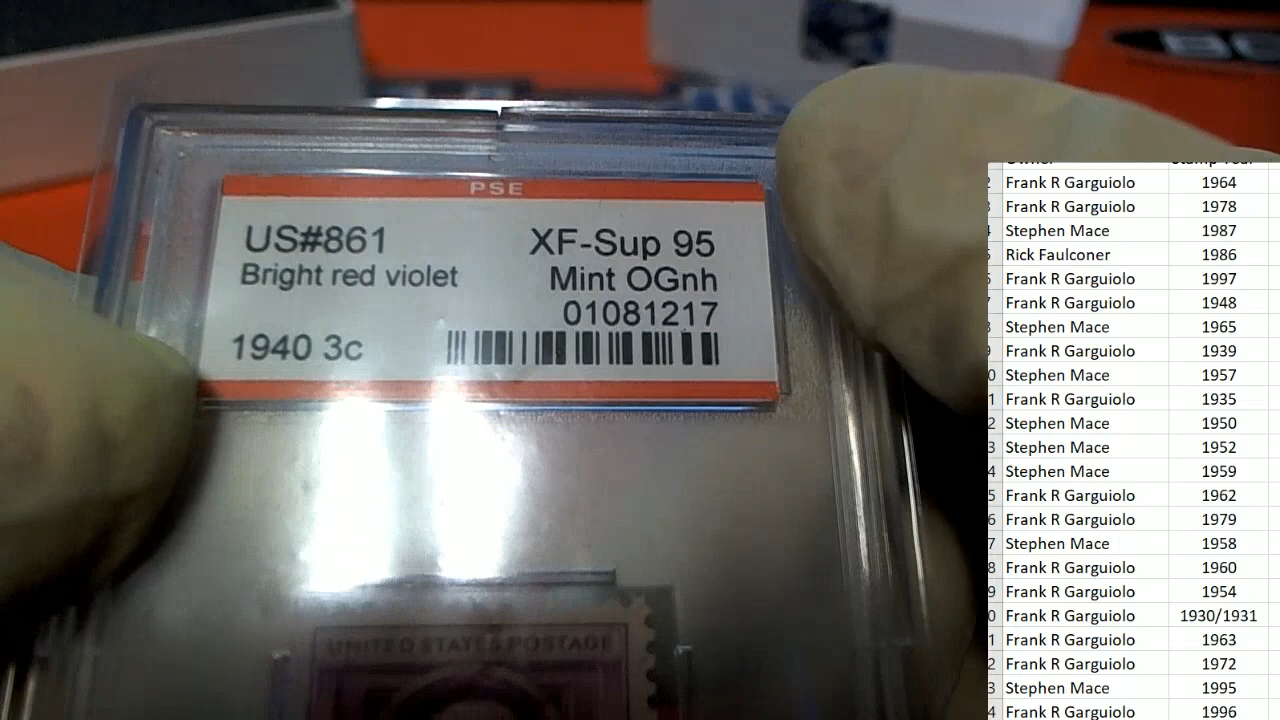 PSE
US#861
XF-Sup 95
Bright red violet
Mint OGnh
01081217
1940 3c
UNITED STATES POSTAGE
Frank R Garguiolo 1964
Frank R Garguiolo 1978
Stephen Mace 1987
Rick Faulconer 1986
Frank R Garguiolo 1997
Frank R Garguiolo 1948
Stephen Mace 1965
Frank R Garguiolo 1939
Stephen Mace 1957
Frank R Garguiolo 1935
Stephen Mace 1950
Stephen Mace 1952
Stephen Mace 1959
Frank R Garguiolo 1962
Frank R Garguiolo 1979
Stephen Mace 1958
Frank R Garguiolo 1960
Frank R Garguiolo 1954
Frank R Garguiolo 1930/1931
Frank R Garguiolo 1963
Frank R Garguiolo 1972
Stephen Mace 1995
Frank R Garguiolo 1996